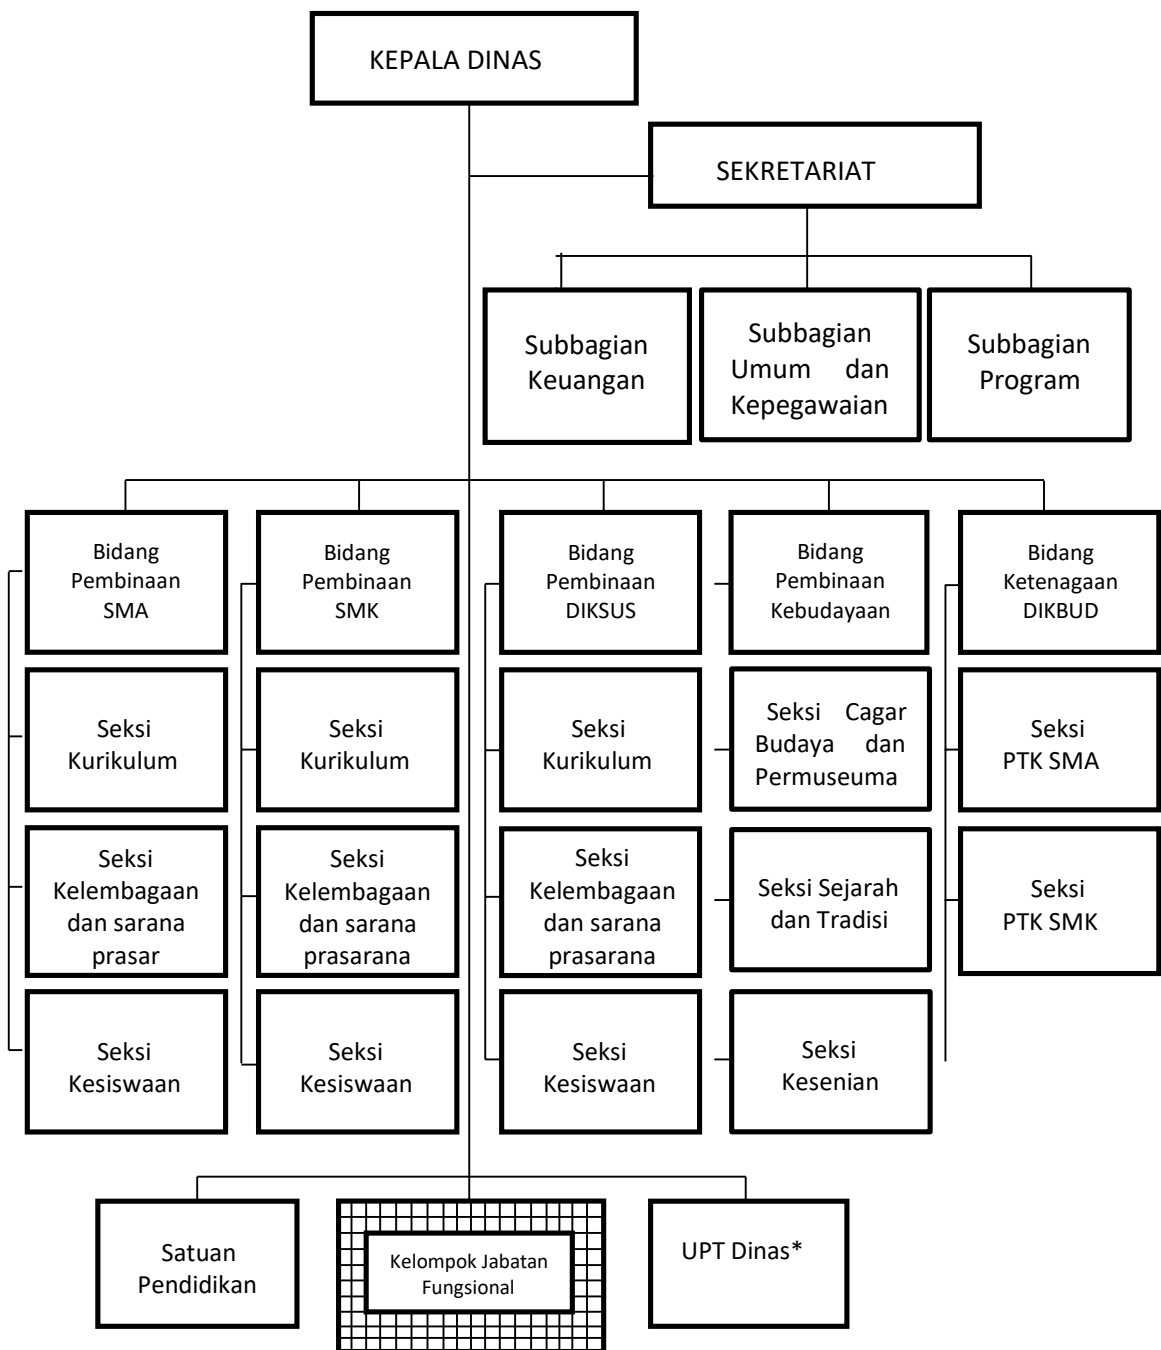 KEPALA DINAS
SEKRETARIAT
Subbagian
Keuangan
Subbagian
Umum dan
Kepegawaian
Subbagian
Program
Bidang
Pembinaan
SMA
Bidang
Pembinaan
SMK
Bidang
Pembinaan
DIKSUS
Bidang
Pembinaan
Kebudayaan
Bidang
Ketenagaan
DIKBUD
Seksi
Kurikulum
Seksi
Kurikulum
Seksi
Kurikulum
Seksi Cagar
Budaya dan
Permuseuma
Seksi
PTK SMA
Seksi
Kelembagaan
dan sarana
prasar
Seksi
Kelembagaan
dan sarana
prasarana
Seksi
Kelembagaan
dan sarana
prasarana
Seksi Sejarah
dan Tradisi
Seksi
PTK SMK
Seksi
Kesiswaan
Seksi
Kesiswaan
Seksi
Kesiswaan
Seksi
Kesenian
Satuan
Pendidikan
Kelompok Jabatan
Fungsional
UPT Dinas*